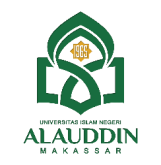 1965
UNIVERSITAS ISLAM NEGERI
ALAUDDIN
MAKASSAR